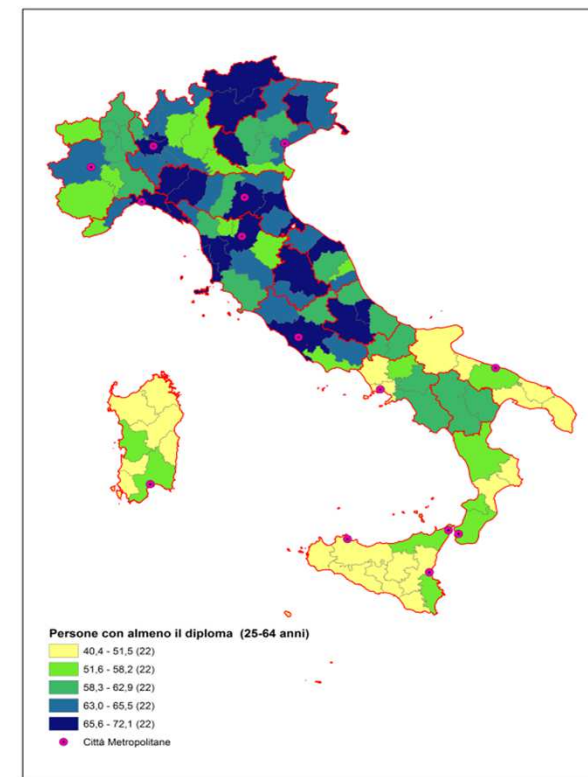 Persone con almeno il diploma (25-64 anni)
40,4 - 51,5 (22)
51,6 - 58,2 (22)
58,3 - 62,9 (22)
63,0 - 65,5 (22)
65,6 - 72,1 (22)
Città Metropolitane